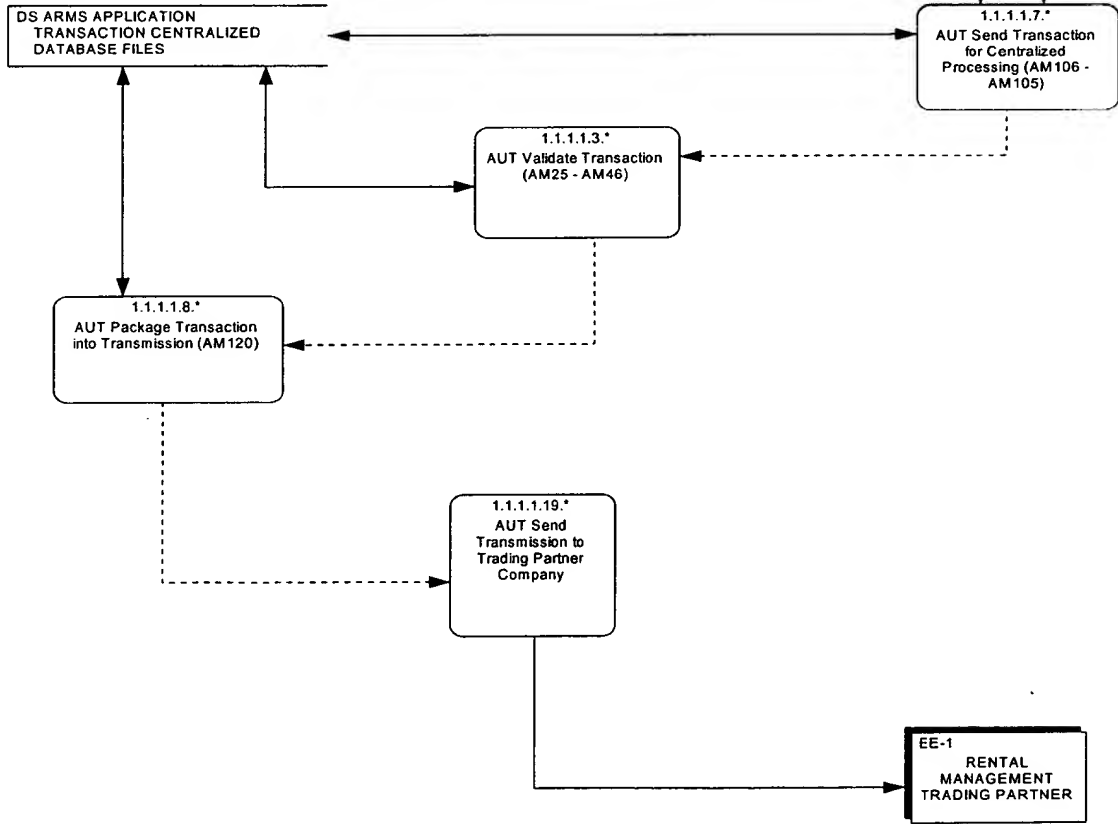 DS ARMS APPLICATION
TRANSACTION CENTRALIZED
DATABASE FILES
1.1.1.1.7.*
AUT Send Transaction
for Centralized
Processing (AM106 -
AM105)
1.1.1.1.3.*
AUT Validate Transaction
(AM25 - AM46)
1.1.1.1.8.*
AUT Package Transaction
into Transmission (AM120)
1.1.1.1.19.*
AUT Send
Transmission to
Trading Partner
Company
EE-1
RENTAL
MANAGEMENT
TRADING PARTNER